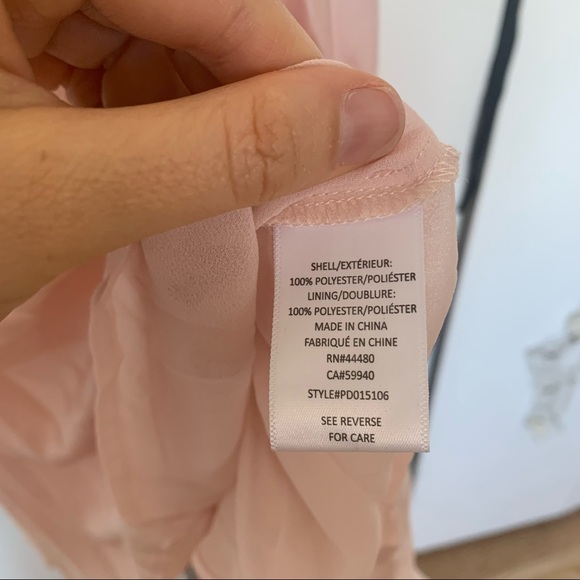 SHELL/EXTÉRIEUR:
100% POLYESTER/POLIÉSTER
LINING/DOUBLURE:
100% POLYESTER/POLIÉSTER
MADE IN CHINA
FABRIQUÉ EN CHINE
RN#44480
CA#59940
STYLE#PD015106
SEE REVERSE
FOR CARE